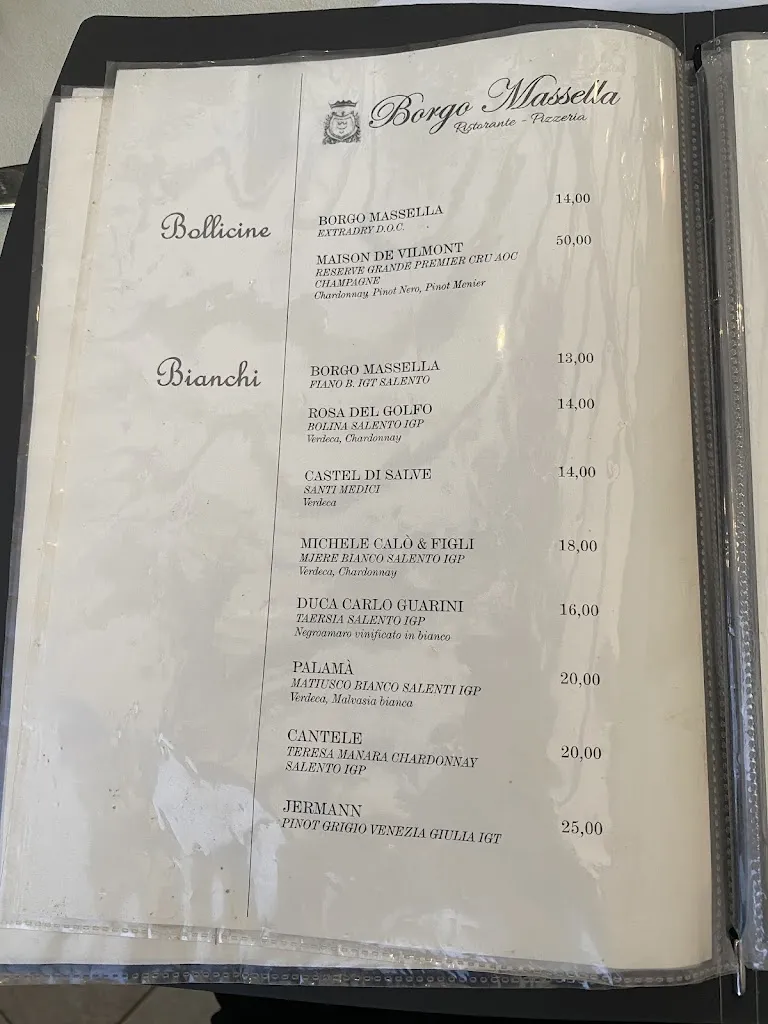 Borgo Massella
Ristorante - Pizzeria
Bollicine
BORGO MASSELLA 14,00
EXTRADRY D.O.C.
MAISON DE VILMONT 50,00
RESERVE GRANDE PREMIER CRU AOC
CHAMPAGNE
Chardonnay, Pinot Nero, Pinot Menier
Bianchi
BORGO MASSELLA 13,00
FIANO B. IGT SALENTO
ROSA DEL GOLFO 14,00
BOLINA SALENTO IGP
Verdeca, Chardonnay
CASTEL DI SALVE 14,00
SANTI MEDICI
Verdeca
MICHELE CALÒ & FIGLI 18,00
MJERE BIANCO SALENTO IGP
Verdeca, Chardonnay
DUCA CARLO GUARINI 16,00
TAERSIA SALENTO IGP
Negroamaro vinificato in bianco
PALAMÀ 20,00
MATIUSCO BIANCO SALENTI IGP
Verdeca, Malvasia bianca
CANTELE 20,00
TERESA MANARA CHARDONNAY
SALENTO IGP
JERMANN 25,00
PINOT GRIGIO VENEZIA GIULIA IGT